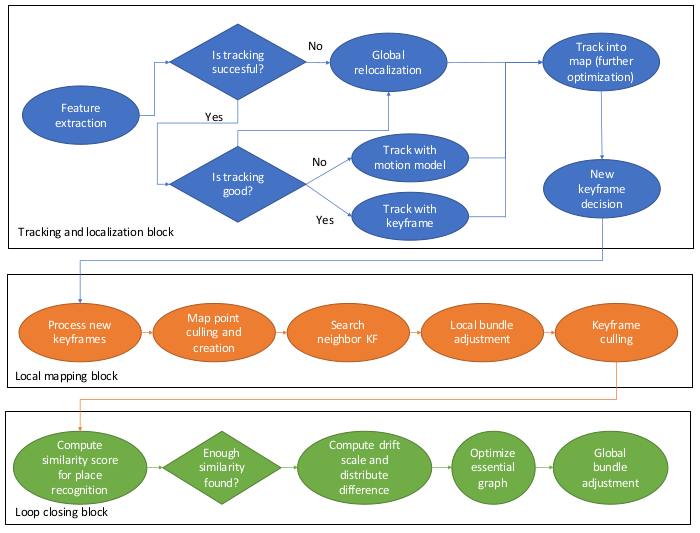 Is tracking
succesful?
No
Global
relocalization
Track into
map (further
optimization)
Feature
extraction
Yes
Is tracking
good?
No
Track with
motion model
Yes
Track with
keyframe
New
keyframe
decision
Tracking and localization block
Process new
keyframes
Map point
culling and
creation
Search
neighbor KF
Local bundle
adjustment
Keyframe
culling
Local mapping block
Compute
similarity score
for place
recognition
Enough
similarity
found?
Compute drift
scale and
distribute
difference
Optimize
essential
graph
Global
bundle
adjustment
Loop closing block